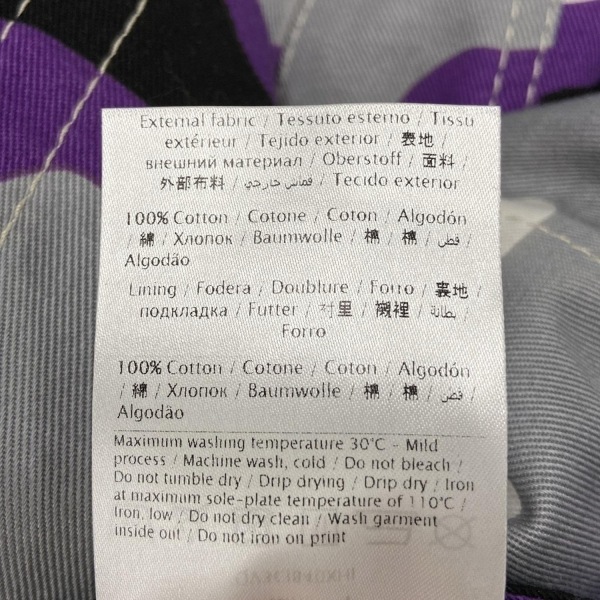 External fabric / Tessuto esterno / Tissu
extérieur / Tejido exterior / 表地 /
внешний материал / Oberstoff / 面料 /
外部布料 / قماش خارجي / Tecido exterior
100% Cotton / Cotone / Coton / Algodón
/ 綿 / Хлопок / Baumwolle / 棉 / 棉 / قطن /
Algodão
Lining / Fodera / Doublure / Forro / 裏地 /
подкладка / Futter / 衬里 / 襯裡 / بطانة /
Forro
100% Cotton / Cotone / Coton / Algodón
/ 綿 / Хлопок / Baumwolle / 棉 / 棉 / قطن /
Algodão
Maximum washing temperature 30°C - Mild
process / Machine wash, cold / Do not bleach /
Do not tumble dry / Drip drying / Drip dry / Iron
at maximum sole-plate temperature of 110°C /
Iron, low / Do not dry clean / Wash garment
inside out / Do not iron on print